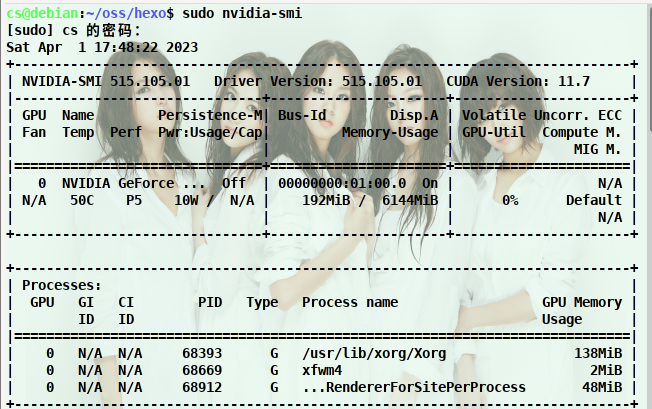 cs@debian:~/oss/hexo$ sudo nvidia-smi
[sudo] cs 的密码：
Sat Apr  1 17:48:22 2023
+-----------------------------------------------------------------------------+
| NVIDIA-SMI 515.105.01   Driver Version: 515.105.01   CUDA Version: 11.7     |
|-------------------------------+----------------------+----------------------+
| GPU  Name        Persistence-M| Bus-Id        Disp.A | Volatile Uncorr. ECC |
| Fan  Temp  Perf  Pwr:Usage/Cap|         Memory-Usage | GPU-Util  Compute M. |
|                               |                      |               MIG M. |
|===============================+======================+======================|
|   0  NVIDIA GeForce ...  Off  | 00000000:01:00.0  On |                  N/A |
| N/A   50C    P5    10W /  N/A |    192MiB /  6144MiB |      0%      Default |
|                               |                      |                  N/A |
+-------------------------------+----------------------+----------------------+

+-----------------------------------------------------------------------------+
| Processes:                                                                  |
|  GPU   GI   CI        PID   Type   Process name                  GPU Memory |
|        ID   ID                                                   Usage      |
|=============================================================================|
|    0   N/A  N/A     68393      G   /usr/lib/xorg/Xorg                138MiB |
|    0   N/A  N/A     68669      G   xfwm4                               2MiB |
|    0   N/A  N/A     68912      G   ...RendererForSitePerProcess       48MiB |
+-----------------------------------------------------------------------------+